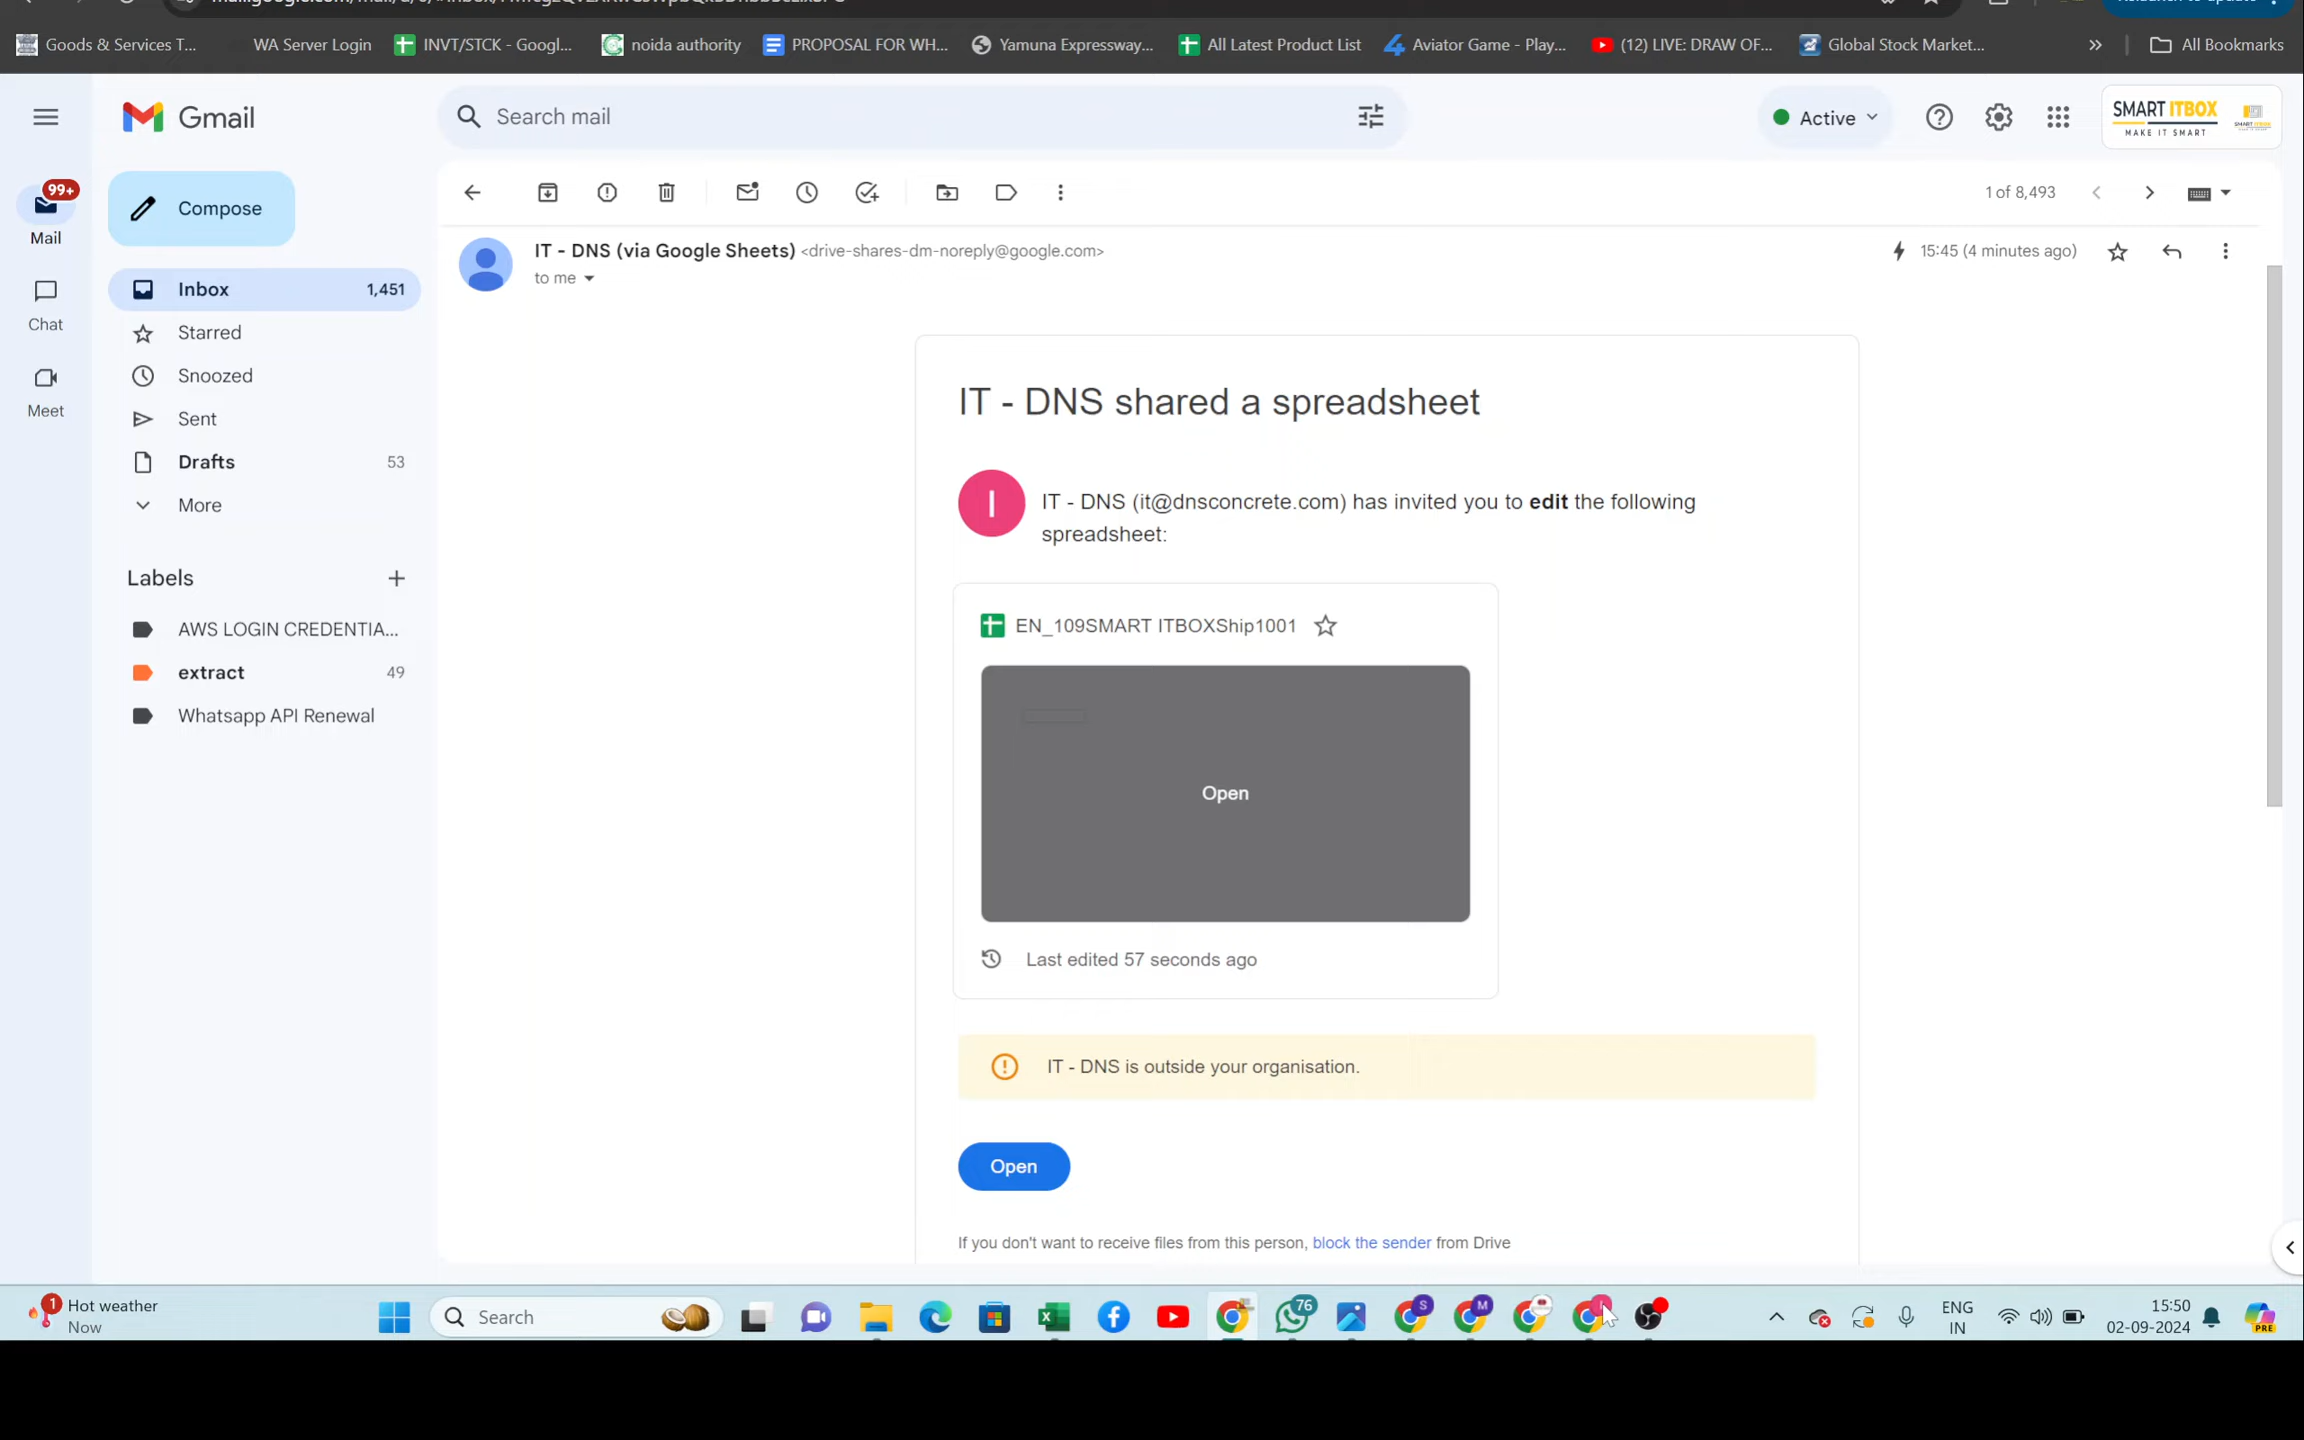 Goods & Services T...
WA Server Login
INVT/STCK - Googl...
noida authority
PROPOSAL FOR WH...
Yamuna Expressway...
All Latest Product List
Aviator Game - Play...
(12) LIVE: DRAW OF...
Global Stock Market...
»
All Bookmarks
Gmail
Search mail
Active
SMART ITBOX
MAKE IT SMART
99+
Mail
Chat
Meet
Compose
Inbox 1,451
Starred
Snoozed
Sent
Drafts 53
More
Labels
AWS LOGIN CREDENTIA...
extract 49
Whatsapp API Renewal
1 of 8,493
IT - DNS (via Google Sheets) <drive-shares-dm-noreply@google.com>
15:45 (4 minutes ago)
to me
IT - DNS shared a spreadsheet
I
IT - DNS (it@dnsconcrete.com) has invited you to edit the following
spreadsheet:
EN_109SMART ITBOXShip1001
Open
Last edited 57 seconds ago
IT - DNS is outside your organisation.
Open
If you don't want to receive files from this person, block the sender from Drive
1
Hot weather
Now
Search
76
S
M
ENG
IN
15:50
02-09-2024
PRE